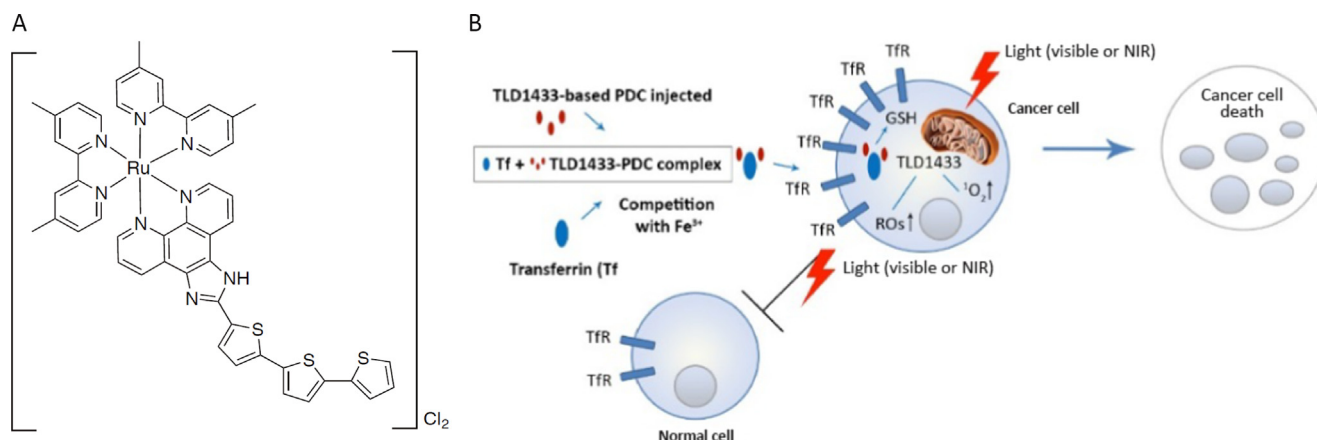 A
N
N
N
N
Ru
N
N
NH
N
S
S
S
Cl₂
B
TLD1433-based PDC injected
Tf + TLD1433-PDC complex
Competition
with Fe³⁺
Transferrin (Tf
TfR
TfR
TfR
TfR
TfR
TfR
GSH
TLD1433
¹O₂↑
ROs↑
Light (visible or NIR)
Cancer cell
Cancer cell
death
Light (visible or NIR)
TfR
TfR
Normal cell